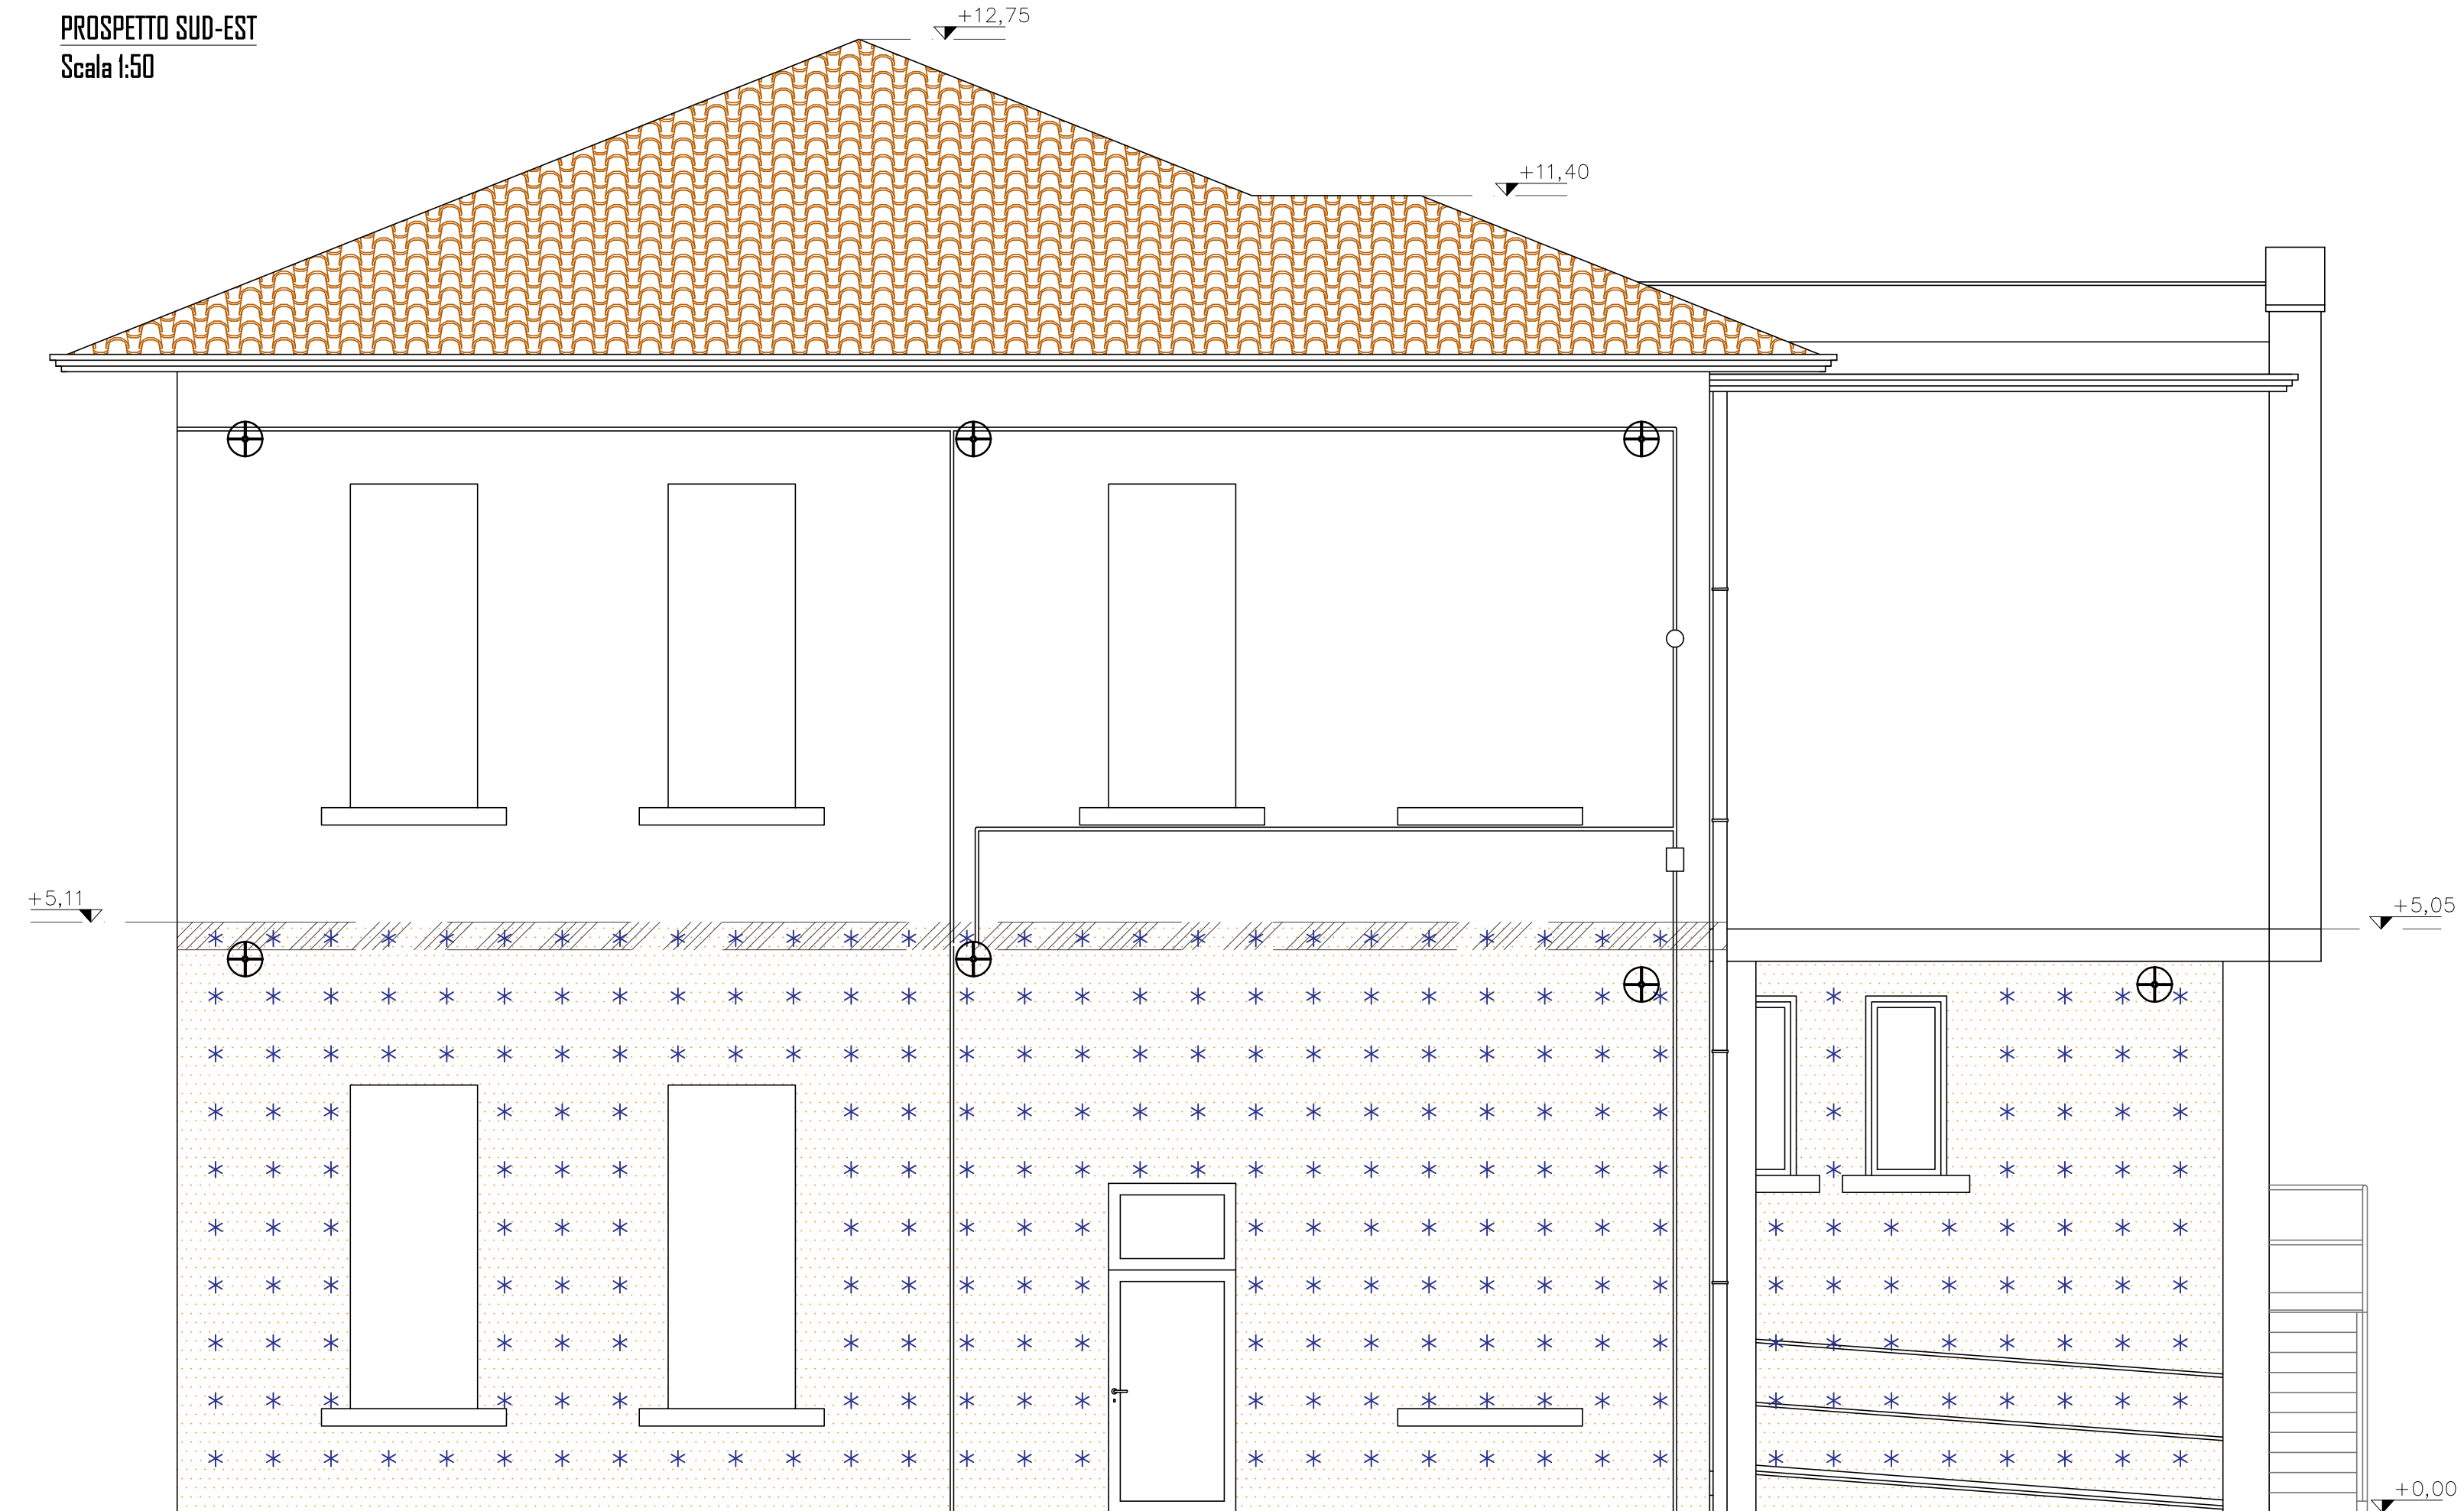 PROSPETTO SUD-EST
Scala 1:50
+12,75
+11,40
+5,11
+5,05
+0,00